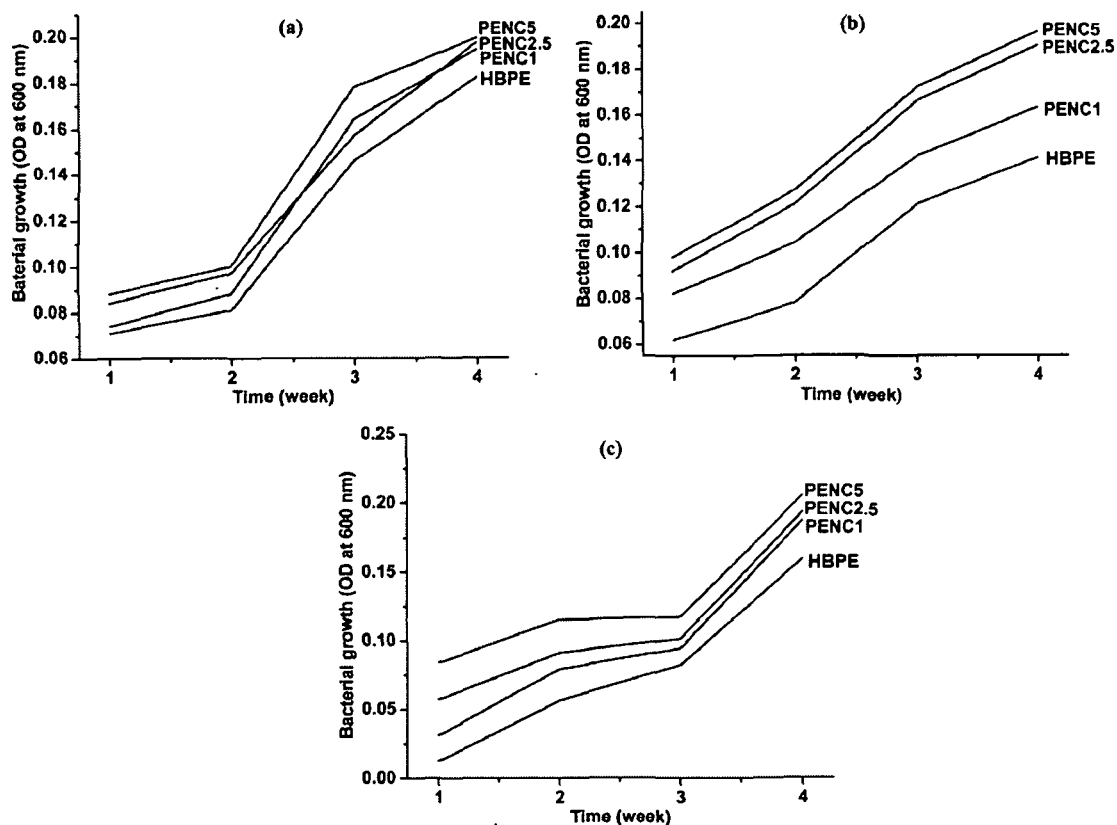 (a)
Baterial growth (OD at 600 nm)
0.20
0.18
0.16
0.14
0.12
0.10
0.08
0.06
PENC5
PENC2.5
PENC1
HBPE
1 2 3 4
Time (week)
(b)
Bacterial growth (OD at 600 nm)
0.20
0.18
0.16
0.14
0.12
0.10
0.08
0.06
PENC5
PENC2.5
PENC1
HBPE
1 2 3 4
Time (week)
(c)
Bacterial growth (OD at 600 nm)
0.25
0.20
0.15
0.10
0.05
0.00
PENC5
PENC2.5
PENC1
HBPE
1 2 3 4
Time (week)